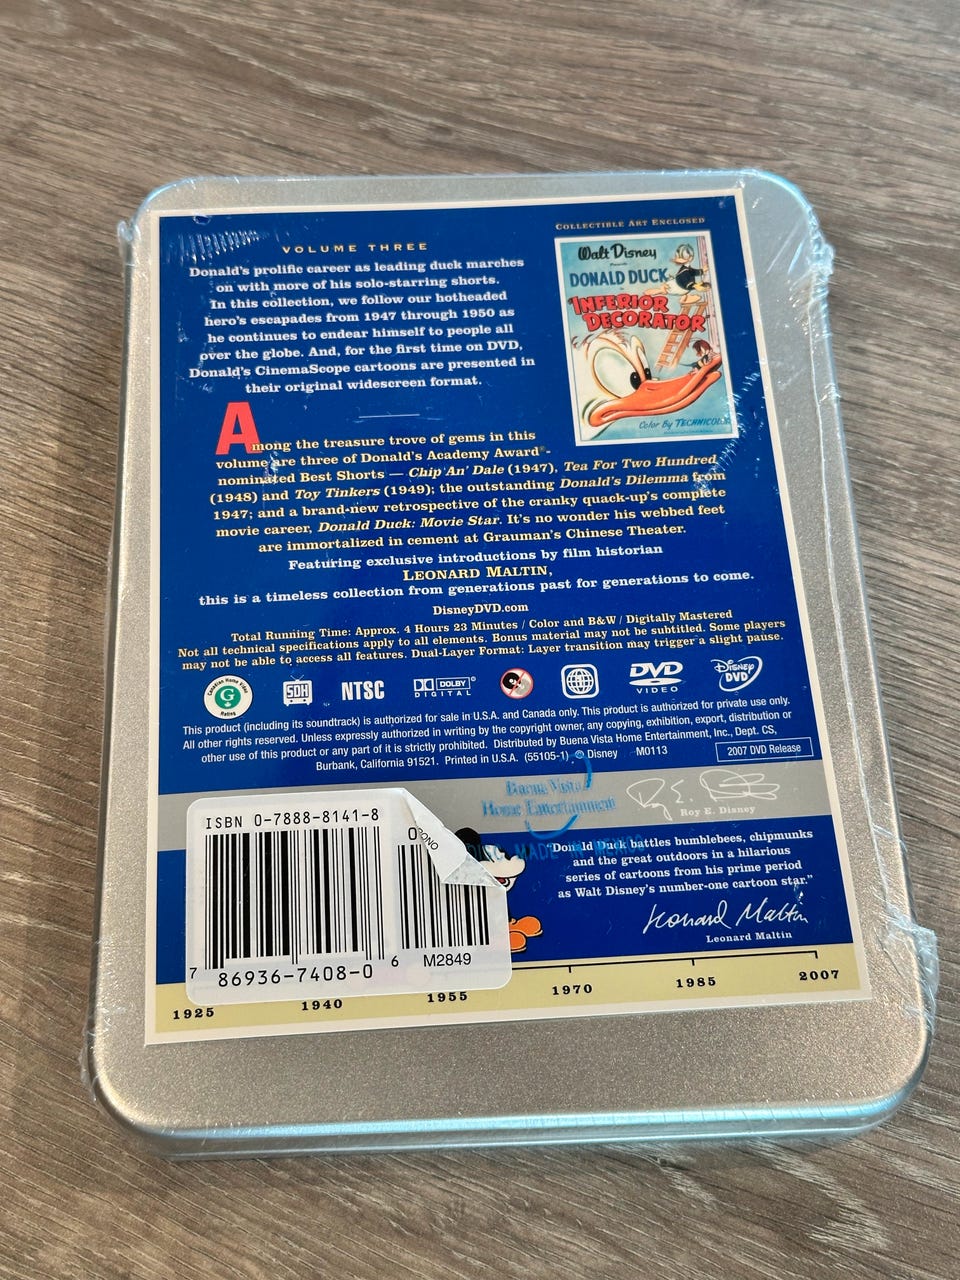 VOLUME THREE
Donald's prolific career as leading duck marches
on with more of his solo-starring shorts.
In this collection, we follow our hotheaded
hero's escapades from 1947 through 1950 as
he continues to endear himself to people all
over the globe. And, for the first time on DVD,
Donald's CinemaScope cartoons are presented in
their original widescreen format.
COLLECTIBLE ART ENCLOSED
Walt Disney
Presents
DONALD DUCK
in
INFERIOR
DECORATOR
Color By TECHNICOLOR
Among the treasure trove of gems in this
volume are three of Donald's Academy Award®-
nominated Best Shorts — Chip An' Dale (1947), Tea For Two Hundred
(1948) and Toy Tinkers (1949); the outstanding Donald's Dilemma from
1947; and a brand-new retrospective of the cranky quack-up's complete
movie career, Donald Duck: Movie Star. It's no wonder his webbed feet
are immortalized in cement at Grauman's Chinese Theater.
Featuring exclusive introductions by film historian
LEONARD MALTIN,
this is a timeless collection from generations past for generations to come.
DisneyDVD.com
Total Running Time: Approx. 4 Hours 23 Minutes / Color and B&W / Digitally Mastered
Not all technical specifications apply to all elements. Bonus material may not be subtitled. Some players
may not be able to access all features. Dual-Layer Format: Layer transition may trigger a slight pause.
Canadian Home Video
G
Rating
SDH
NTSC
DOLBY
DIGITAL
DVD
VIDEO
DISNEY
DVD
This product (including its soundtrack) is authorized for sale in U.S.A. and Canada only. This product is authorized for private use only.
All other rights reserved. Unless expressly authorized in writing by the copyright owner, any copying, exhibition, export, distribution or
other use of this product or any part of it is strictly prohibited. Distributed by Buena Vista Home Entertainment, Inc., Dept. CS,
Burbank, California 91521. Printed in U.S.A. (55105-1) © Disney M0113
2007 DVD Release
Buena Vista
Home Entertainment
Roy E. Disney
Roy E. Disney
DISC MADE IN MEXICO
"Donald Duck battles bumblebees, chipmunks
and the great outdoors in a hilarious
series of cartoons from his prime period
as Walt Disney's number-one cartoon star."
Leonard Maltin
Leonard Maltin
ISBN 0-7888-8141-8
7 86936-7408-0 6
M2849
1925 1940 1955 1970 1985 2007